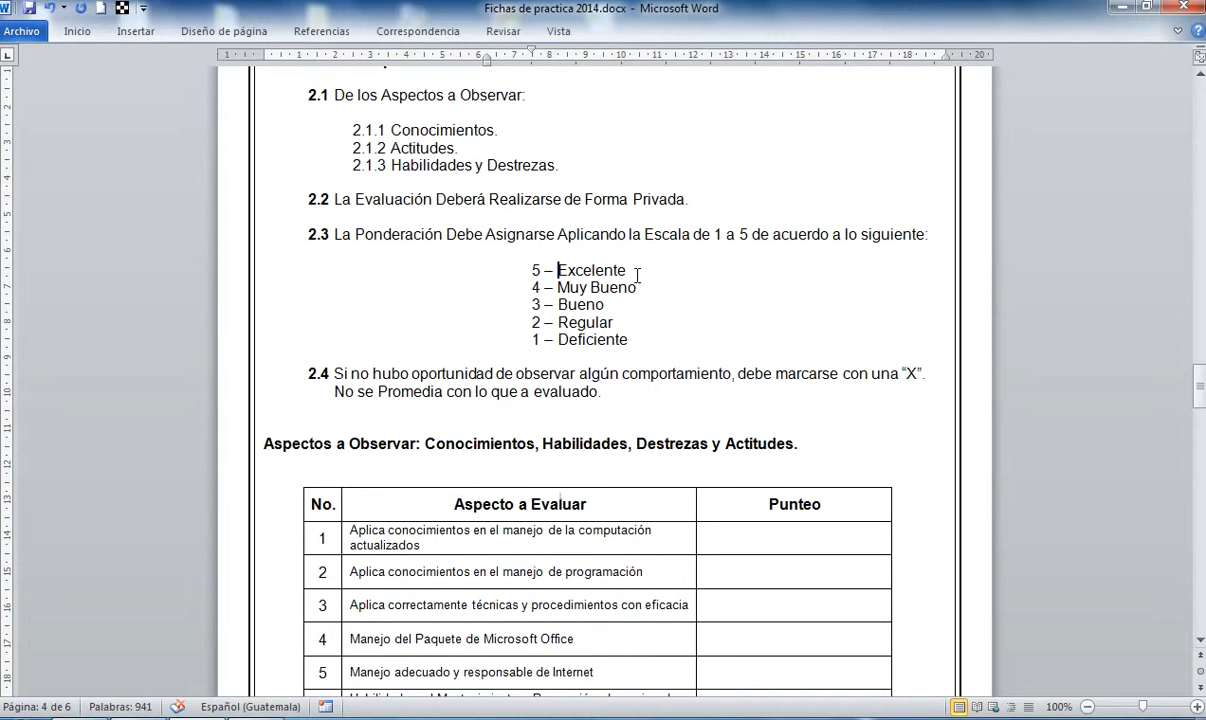 Fichas de practica 2014.docx - Microsoft Word
Archivo Inicio Insertar Diseño de página Referencias Correspondencia Revisar Vista
2.1 De los Aspectos a Observar:
2.1.1 Conocimientos.
2.1.2 Actitudes.
2.1.3 Habilidades y Destrezas.
2.2 La Evaluación Deberá Realizarse de Forma Privada.
2.3 La Ponderación Debe Asignarse Aplicando la Escala de 1 a 5 de acuerdo a lo siguiente:
5 – Excelente
4 – Muy Bueno
3 – Bueno
2 – Regular
1 – Deficiente
2.4 Si no hubo oportunidad de observar algún comportamiento, debe marcarse con una “X”.
No se Promedia con lo que a evaluado.
Aspectos a Observar: Conocimientos, Habilidades, Destrezas y Actitudes.
No. Aspecto a Evaluar Punteo
1 Aplica conocimientos en el manejo de la computación
actualizados
2 Aplica conocimientos en el manejo de programación
3 Aplica correctamente técnicas y procedimientos con eficacia
4 Manejo del Paquete de Microsoft Office
5 Manejo adecuado y responsable de Internet
Página: 4 de 6 Palabras: 941 Español (Guatemala) 100%